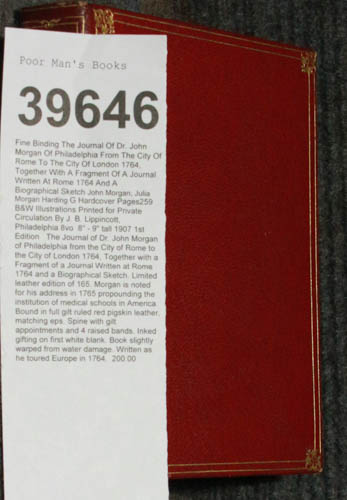 Poor Man's Books
39646
Fine Binding The Journal Of Dr. John
Morgan Of Philadelphia From The City Of
Rome To The City Of London 1764,
Together With A Fragment Of A Journal
Written At Rome 1764 And A
Biographical Sketch John Morgan; Julia
Morgan Harding G Hardcover Pages259
B&W Illustrations Printed for Private
Circulation By J. B. Lippincott,
Philadelphia 8vo 8" - 9" tall 1907 1st
Edition The Journal of Dr. John Morgan
of Philadelphia from the City of Rome to
the City of London 1764, Together with a
Fragment of a Journal Written at Rome
1764 and a Biographical Sketch. Limited
leather edition of 165. Morgan is noted
for his address in 1765 propounding the
institution of medical schools in America.
Bound in full gilt ruled red pigskin leather,
matching eps. Spine with gilt
appointments and 4 raised bands. Inked
gifting on first white blank. Book slightly
warped from water damage. Written as
he toured Europe in 1764. 200.00